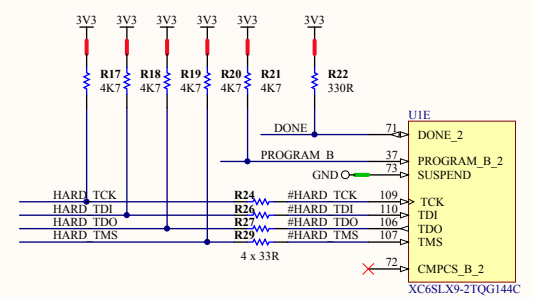 3V3 3V3 3V3 3V3 3V3 3V3
R17 R18 R19 R20 R21 R22
4K7 4K7 4K7 4K7 4K7 330R
U1E
DONE 71 DONE_2
PROGRAM_B 37 PROGRAM_B_2
GND 73 SUSPEND
HARD_TCK R24 #HARD_TCK 109 TCK
HARD_TDI R26 #HARD_TDI 110 TDI
HARD_TDO R27 #HARD_TDO 106 TDO
HARD_TMS R29 #HARD_TMS 107 TMS
4 x 33R
72 CMPCS_B_2
XC6SLX9-2TQG144C